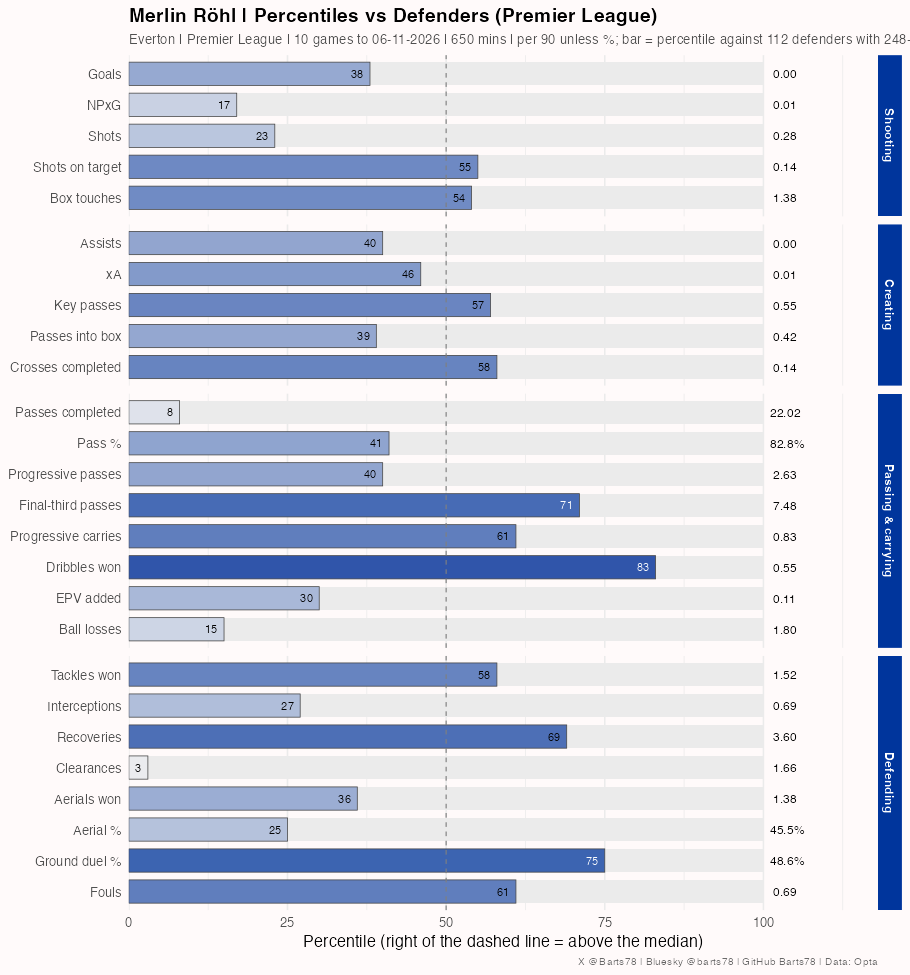 Merlin Röhl | Percentiles vs Defenders (Premier League)
Everton | Premier League | 10 games to 06-11-2026 | 650 mins | per 90 unless %; bar = percentile against 112 defenders with 248-
Goals 38 0.00
NPxG 17 0.01
Shots 23 0.28
Shots on target 55 0.14
Box touches 54 1.38
Shooting
Assists 40 0.00
xA 46 0.01
Key passes 57 0.55
Passes into box 39 0.42
Crosses completed 58 0.14
Creating
Passes completed 8 22.02
Pass % 41 82.8%
Progressive passes 40 2.63
Final-third passes 71 7.48
Progressive carries 61 0.83
Dribbles won 83 0.55
EPV added 30 0.11
Ball losses 15 1.80
Passing & carrying
Tackles won 58 1.52
Interceptions 27 0.69
Recoveries 69 3.60
Clearances 3 1.66
Aerials won 36 1.38
Aerial % 25 45.5%
Ground duel % 75 48.6%
Fouls 61 0.69
Defending
0 25 50 75 100
Percentile (right of the dashed line = above the median)
X @Barts78 | Bluesky @barts78 | GitHub Barts78 | Data: Opta